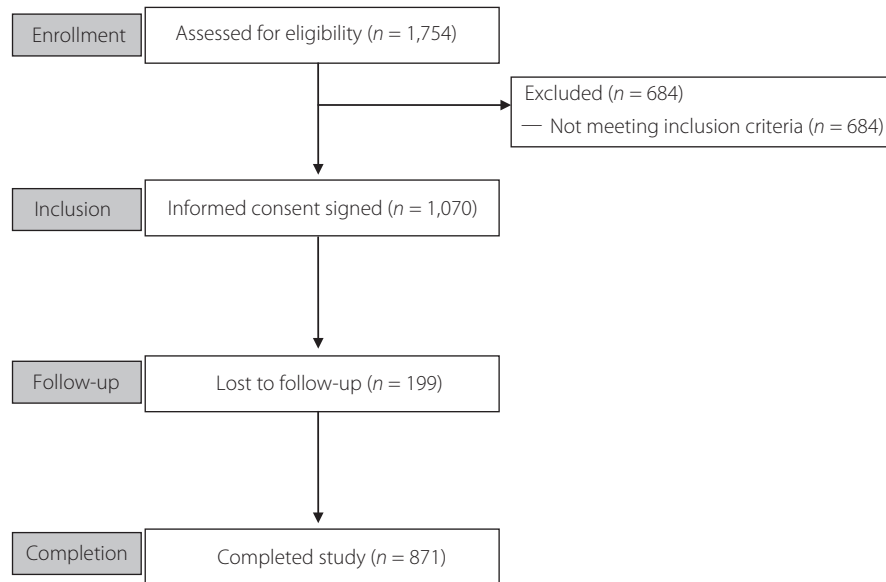 Enrollment
Assessed for eligibility (n = 1,754)
Excluded (n = 684)
— Not meeting inclusion criteria (n = 684)
Inclusion
Informed consent signed (n = 1,070)
Follow-up
Lost to follow-up (n = 199)
Completion
Completed study (n = 871)